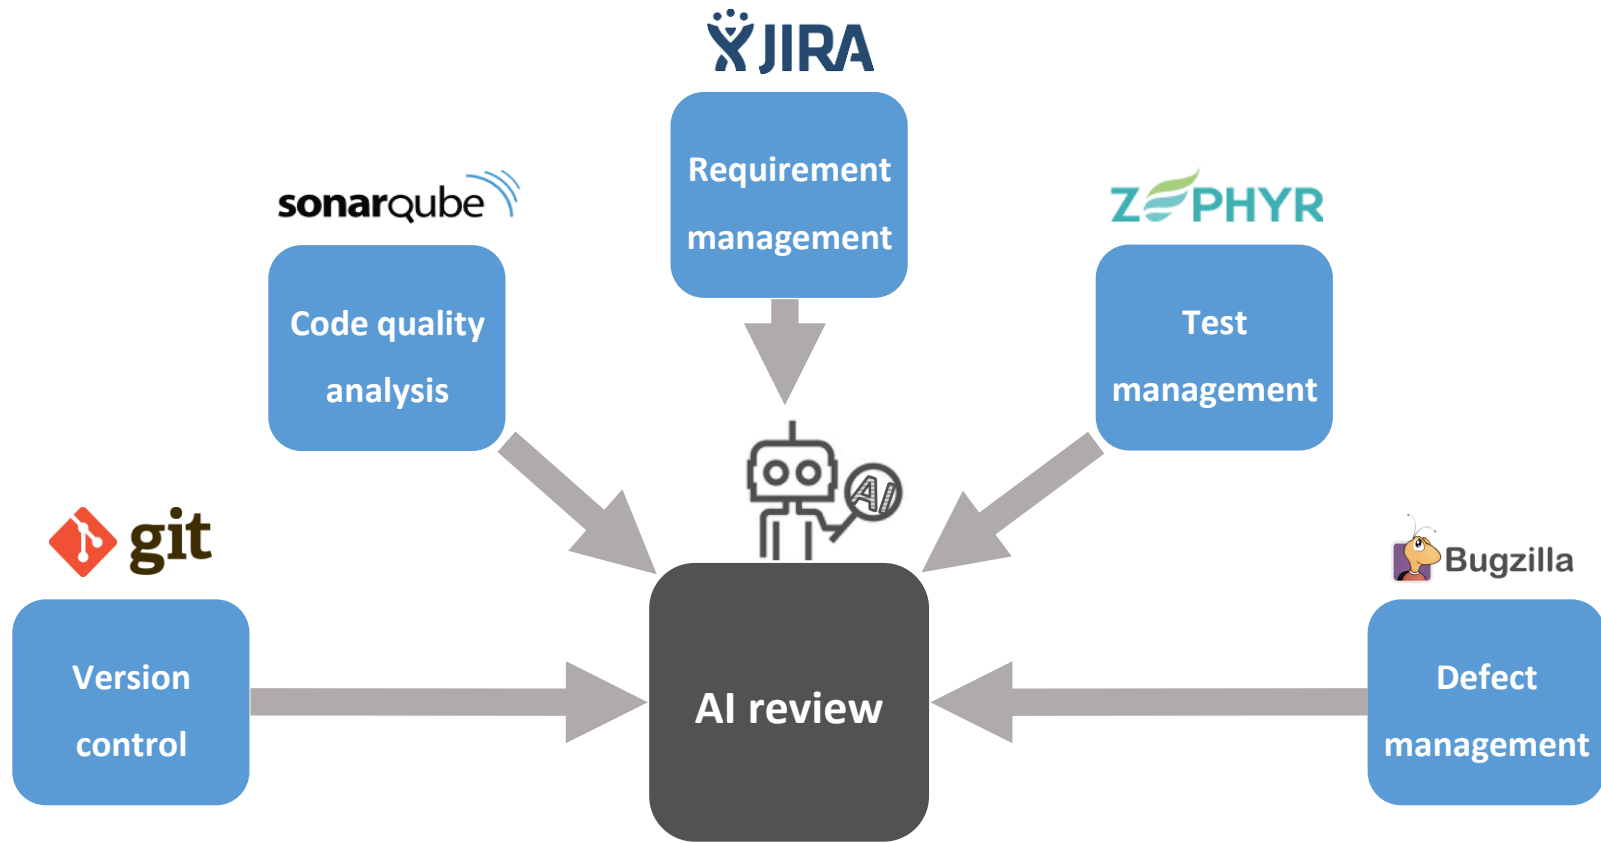 JIRA
Requirement
management
sonarqube
Code quality
analysis
ZEPHYR
Test
management
AI
git
Version
control
Bugzilla
Defect
management
AI review